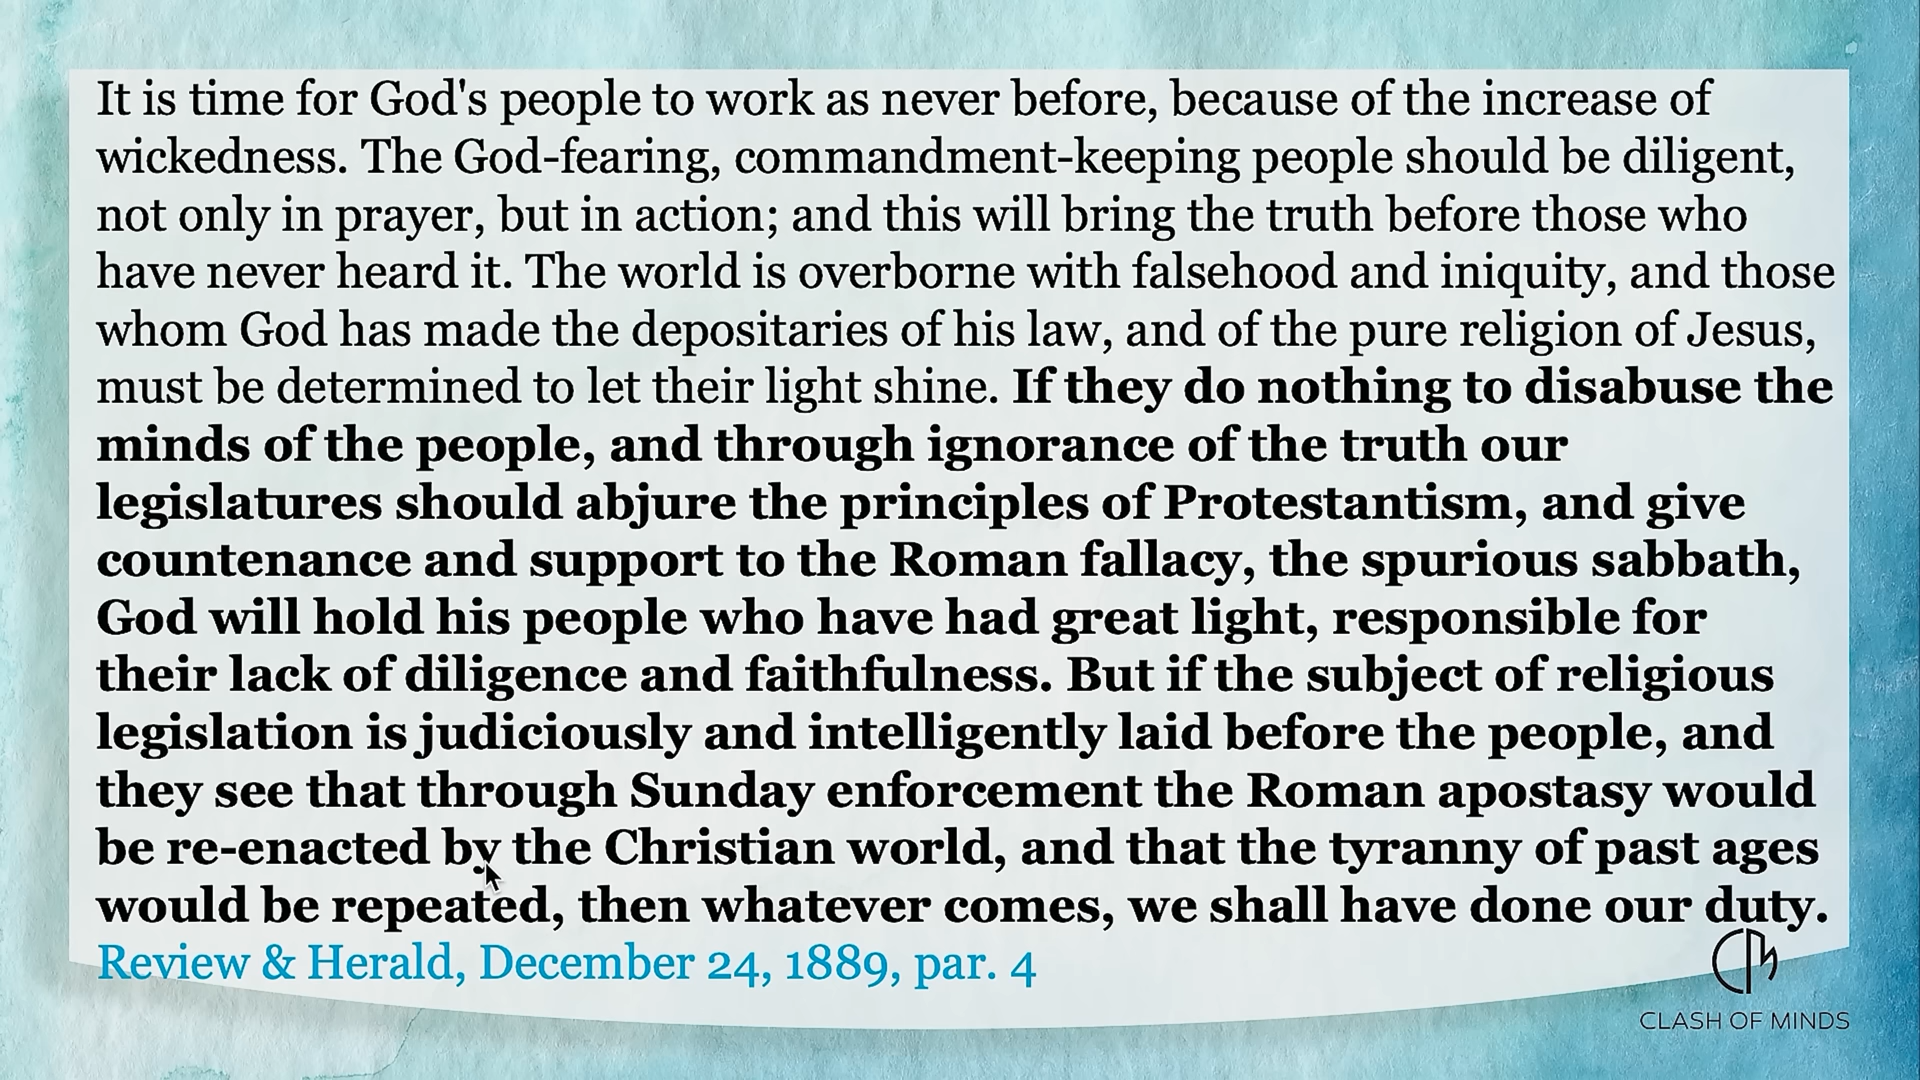 It is time for God's people to work as never before, because of the increase of
wickedness. The God-fearing, commandment-keeping people should be diligent,
not only in prayer, but in action; and this will bring the truth before those who
have never heard it. The world is overborne with falsehood and iniquity, and those
whom God has made the depositaries of his law, and of the pure religion of Jesus,
must be determined to let their light shine. If they do nothing to disabuse the
minds of the people, and through ignorance of the truth our
legislatures should abjure the principles of Protestantism, and give
countenance and support to the Roman fallacy, the spurious sabbath,
God will hold his people who have had great light, responsible for
their lack of diligence and faithfulness. But if the subject of religious
legislation is judiciously and intelligently laid before the people, and
they see that through Sunday enforcement the Roman apostasy would
be re-enacted by the Christian world, and that the tyranny of past ages
would be repeated, then whatever comes, we shall have done our duty.
Review & Herald, December 24, 1889, par. 4
CLASH OF MINDS